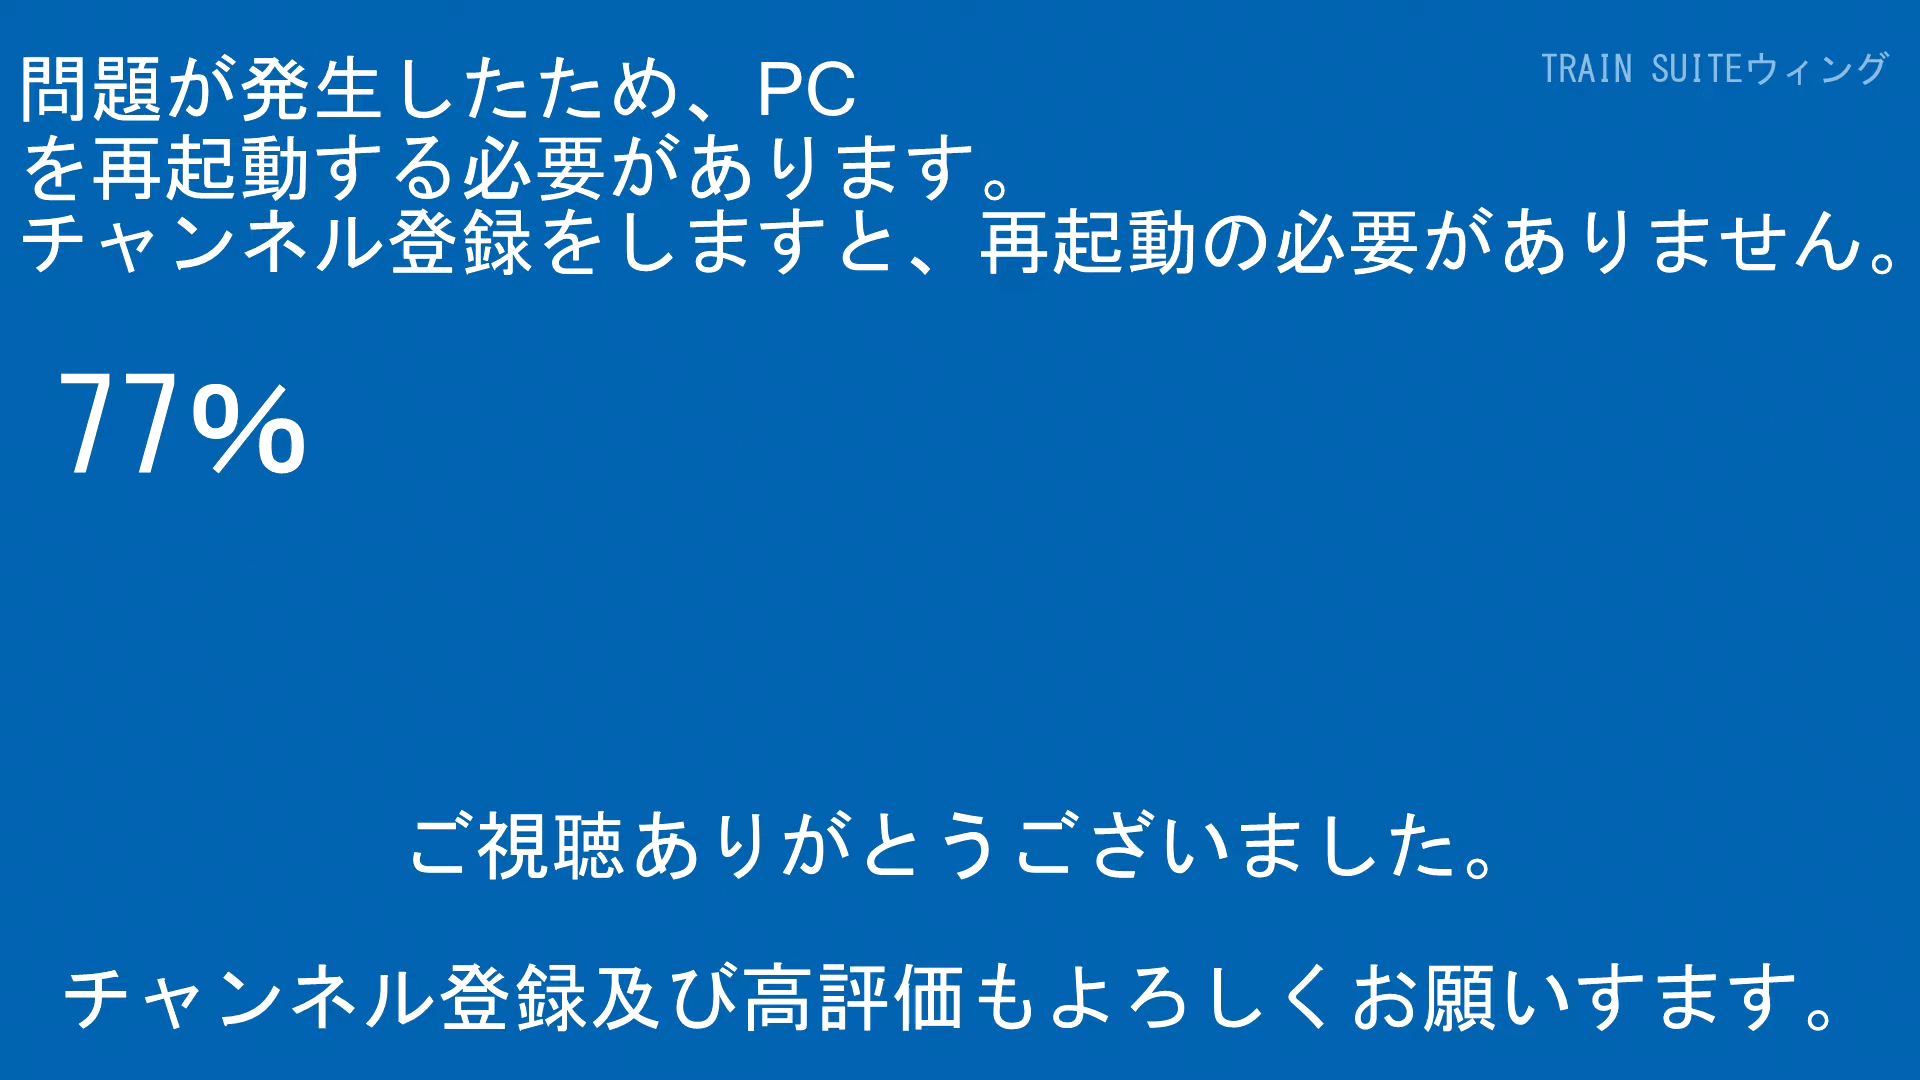 問題が発生したため、PC
を再起動する必要があります。
チャンネル登録をしますと、再起動の必要がありません。
TRAIN SUITEウィング
77%
ご視聴ありがとうございました。
チャンネル登録及び高評価もよろしくお願いすます。